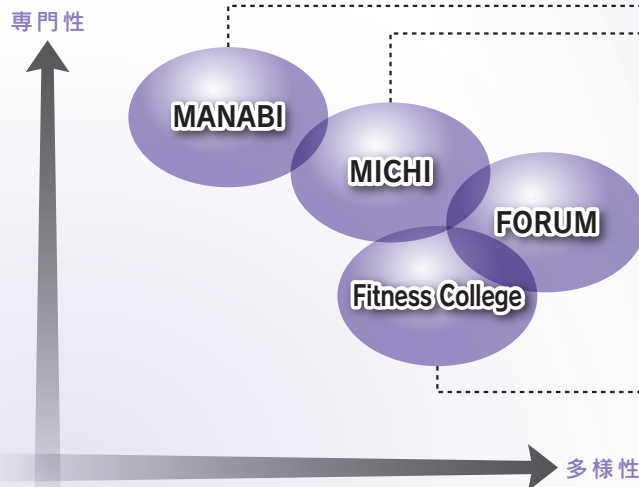 専門性
MANABI
MICHI
FORUM
Fitness College
多様性